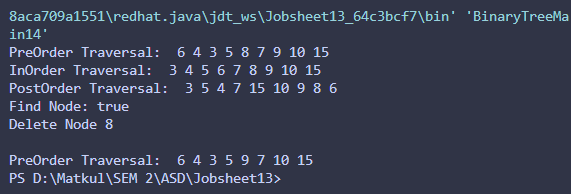 8aca709a1551\redhat.java\jdt_ws\Jobsheet13_64c3bcf7\bin' 'BinaryTreeMa
in14'
PreOrder Traversal:  6 4 3 5 8 7 9 10 15
InOrder Traversal:  3 4 5 6 7 8 9 10 15
PostOrder Traversal:  3 5 4 7 15 10 9 8 6
Find Node: true
Delete Node 8
PreOrder Traversal:  6 4 3 5 9 7 10 15
PS D:\Matkul\SEM 2\ASD\Jobsheet13>